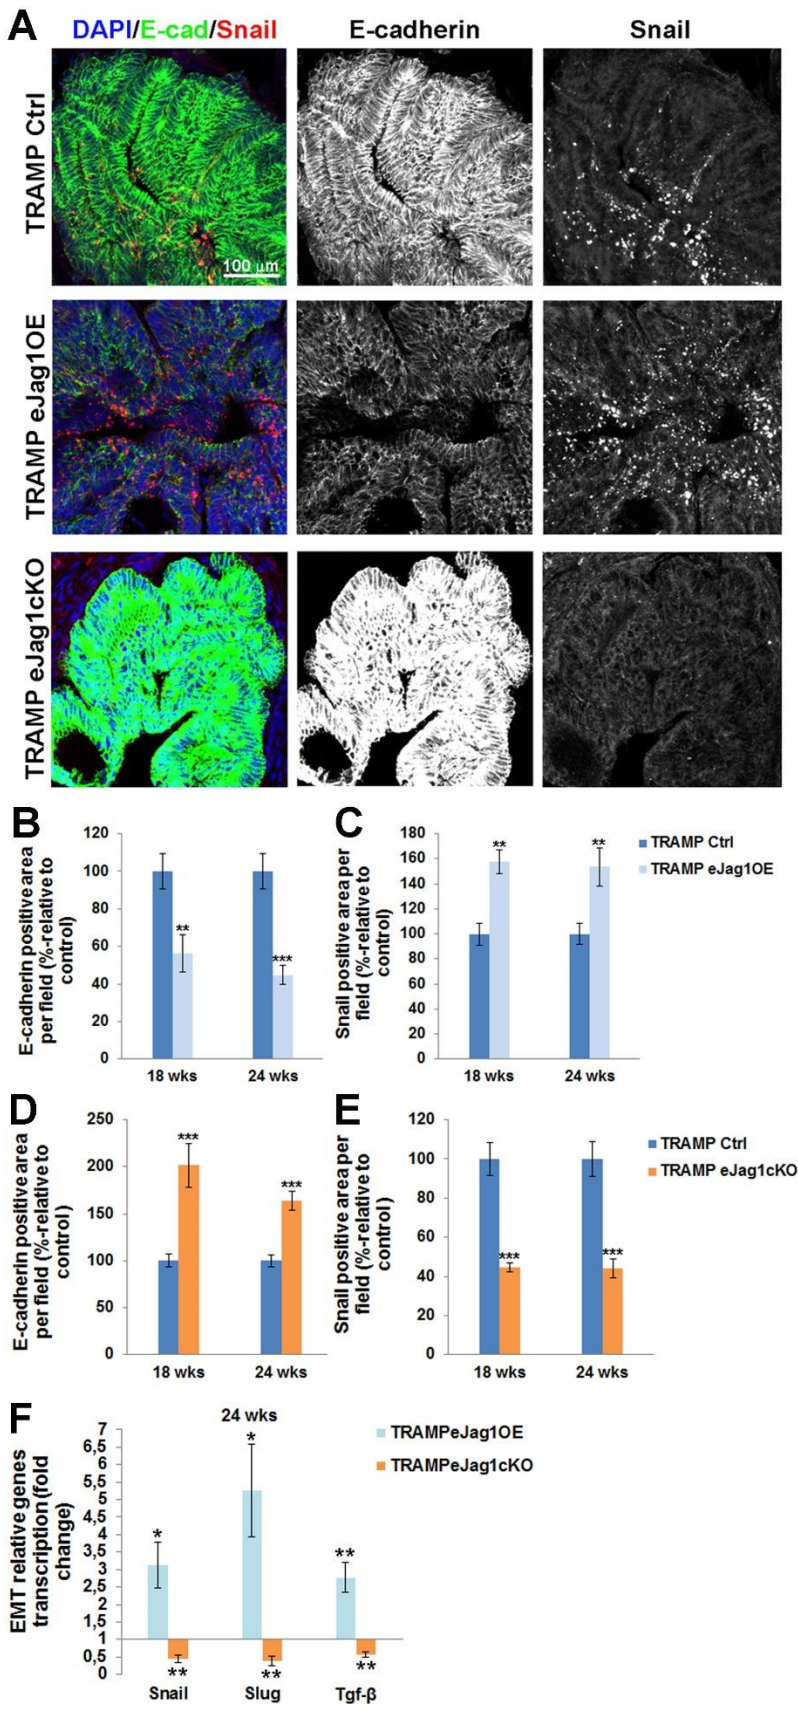 A
DAPI/E-cad/Snail
E-cadherin
Snail
TRAMP Ctrl
100 µm
TRAMP eJag1OE
TRAMP eJag1cKO
B
E-cadherin positive area
per field (%-relative to
control)
120
100
80
60
40
20
0
**
***
18 wks
24 wks
C
Snail positive area per
field (%-relative to
control)
180
160
140
120
100
80
60
40
20
0
**
**
18 wks
24 wks
TRAMP Ctrl
TRAMP eJag1OE
D
E-cadherin positive area
per field (%-relative to
control)
250
200
150
100
50
0
***
***
18 wks
24 wks
E
Snail positive area per
field (%-relative to
control)
120
100
80
60
40
20
0
***
***
18 wks
24 wks
TRAMP Ctrl
TRAMP eJag1cKO
F
24 wks
EMT relative genes
transcription(fold
change)
7
6,5
6
5,5
5
4,5
4
3,5
3
2,5
2
1,5
1
0,5
0
*
*
**
**
**
**
Snail
Slug
Tgf-β
TRAMPeJag1OE
TRAMPeJag1cKO